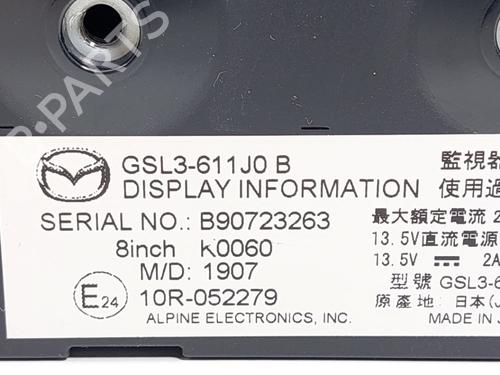 GSL3-611J0 B
DISPLAY INFORMATION
SERIAL NO.: B90723263
8inch K0060
M/D: 1907
E24 10R-052279
ALPINE ELECTRONICS, INC.
監視器
使用
最大額定電流 2
13.5V直流電源
13.5V ⎓ 2A
型號 GSL3-6
原產地: 日本(J
MADE IN J
PARTS